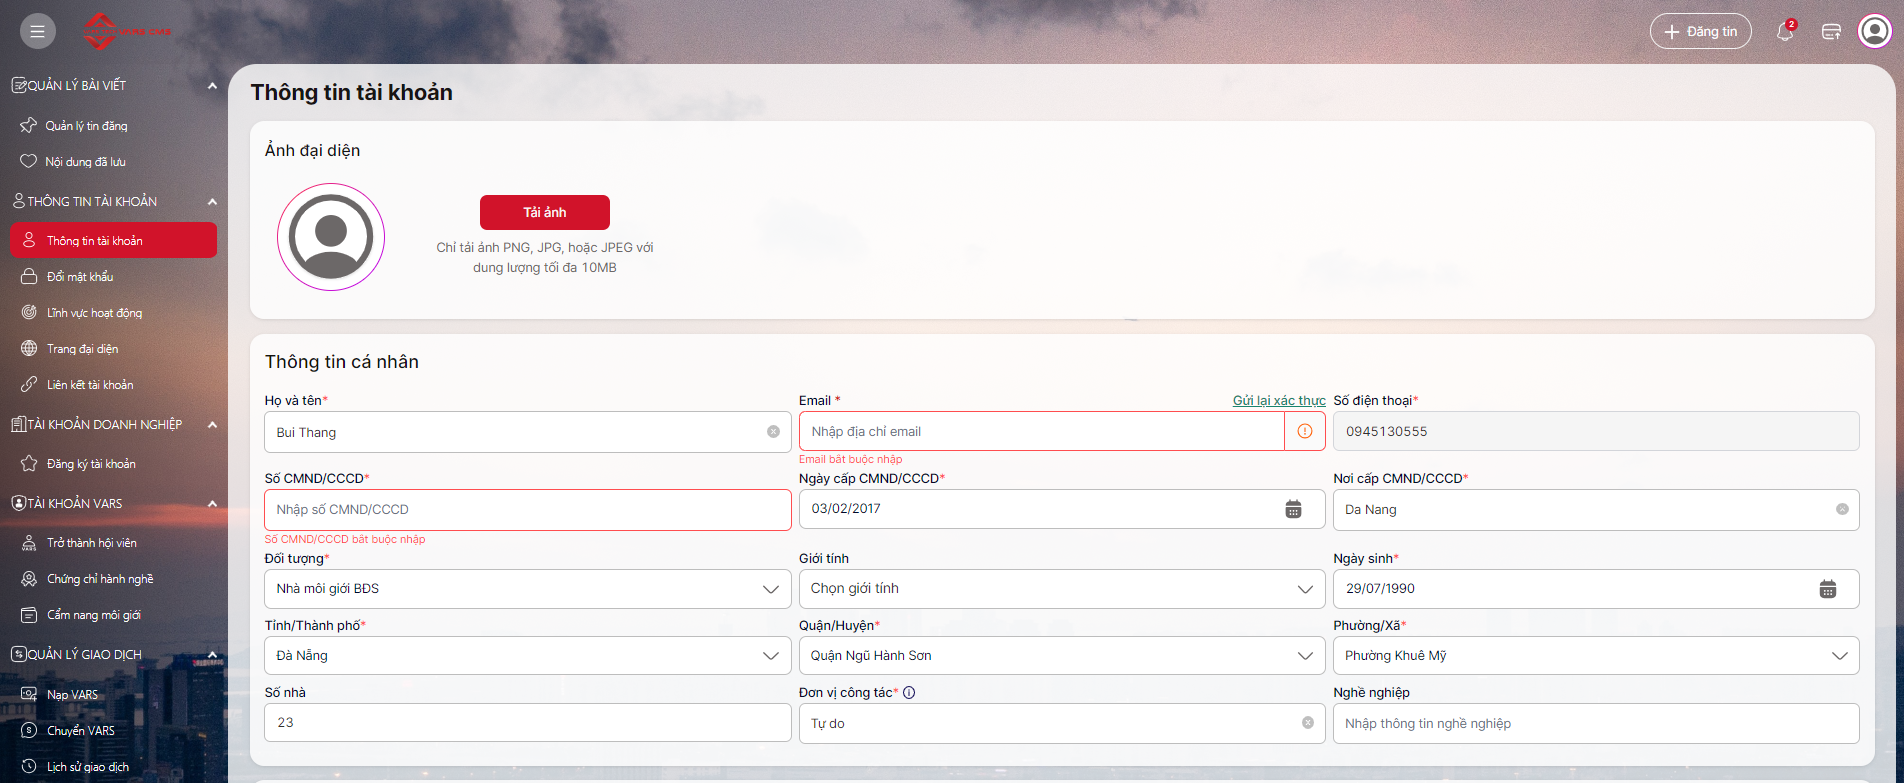 Đăng tin
2
QUẢN LÝ BÀI VIẾT
Quản lý tin đăng
Nội dung đã lưu
THÔNG TIN TÀI KHOẢN
Thông tin tài khoản
Đổi mật khẩu
Lĩnh vực hoạt động
Trang đại diện
Liên kết tài khoản
TÀI KHOẢN DOANH NGHIỆP
Đăng ký tài khoản
TÀI KHOẢN VARS
Trở thành hội viên
Chứng chỉ hành nghề
Cẩm nang môi giới
QUẢN LÝ GIAO DỊCH
Nạp VARS
Chuyển VARS
Lịch sử giao dịch
Thông tin tài khoản
Ảnh đại diện
Tải ảnh
Chỉ tải ảnh PNG, JPG, hoặc JPEG với
dung lượng tối đa 10MB
Thông tin cá nhân
Họ và tên*
Bui Thang
Email *
Gửi lại xác thực
Nhập địa chỉ email
Email bắt buộc nhập
Số điện thoại*
0945130555
Số CMND/CCCD*
Nhập số CMND/CCCD
Số CMND/CCCD bắt buộc nhập
Ngày cấp CMND/CCCD*
03/02/2017
Nơi cấp CMND/CCCD*
Da Nang
Đối tượng*
Nhà môi giới BĐS
Giới tính
Chọn giới tính
Ngày sinh*
29/07/1990
Tỉnh/Thành phố*
Đà Nẵng
Quận/Huyện*
Quận Ngũ Hành Sơn
Phường/Xã*
Phường Khuê Mỹ
Số nhà
23
Đơn vị công tác*
Tự do
Nghề nghiệp
Nhập thông tin nghề nghiệp